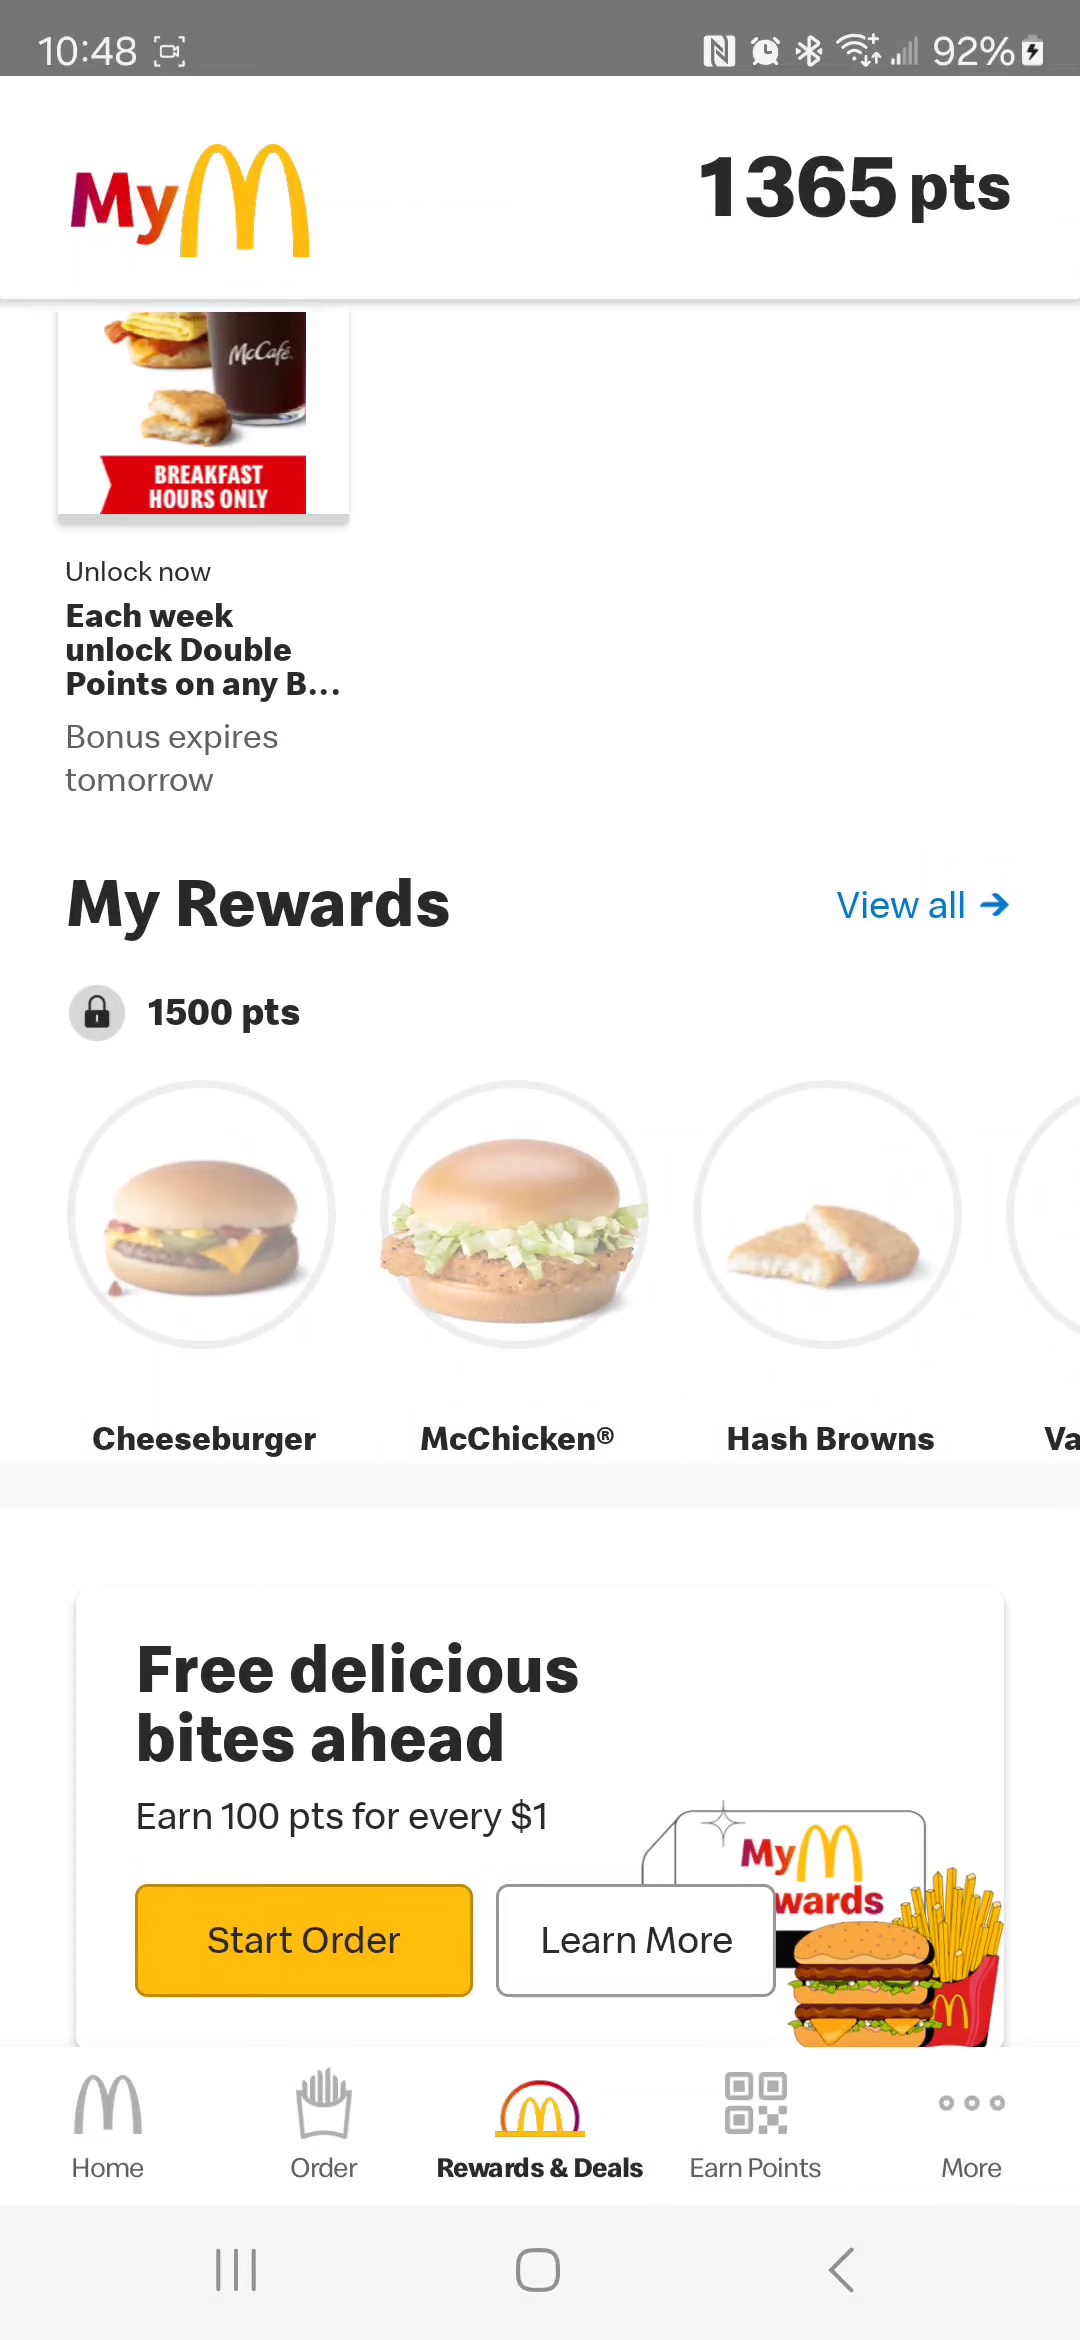 10:48
92%
My
1365 pts
McCafé
BREAKFAST
HOURS ONLY
Unlock now
Each week
unlock Double
Points on any B...
Bonus expires
tomorrow
My Rewards
View all
1500 pts
Cheeseburger
McChicken®
Hash Browns
Va
Free delicious
bites ahead
Earn 100 pts for every $1
My
wards
Start Order
Learn More
Home
Order
Rewards & Deals
Earn Points
More